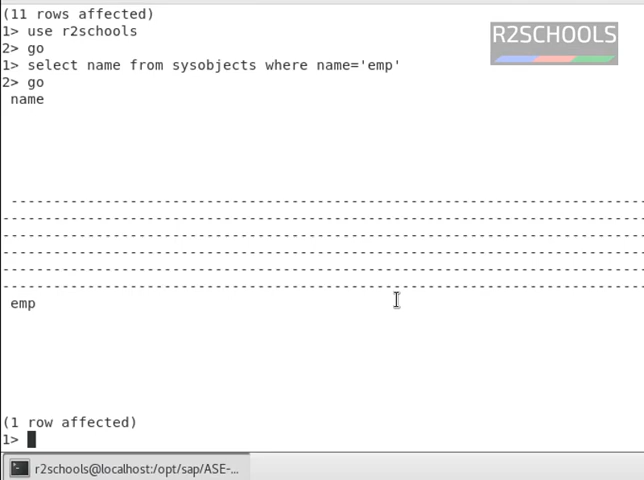 (11 rows affected)
1> use r2schools
2> go
1> select name from sysobjects where name='emp'
2> go
name
R2SCHOOLS
--------------------------------------------------------------------------
---------------------------------------------------------------------------
---------------------------------------------------------------------------
---------------------------------------------------------------------------
---------------------------------------------------------------------------
---------------------------------------------------------------------------
emp
(1 row affected)
1>
r2schools@localhost:/opt/sap/ASE-...